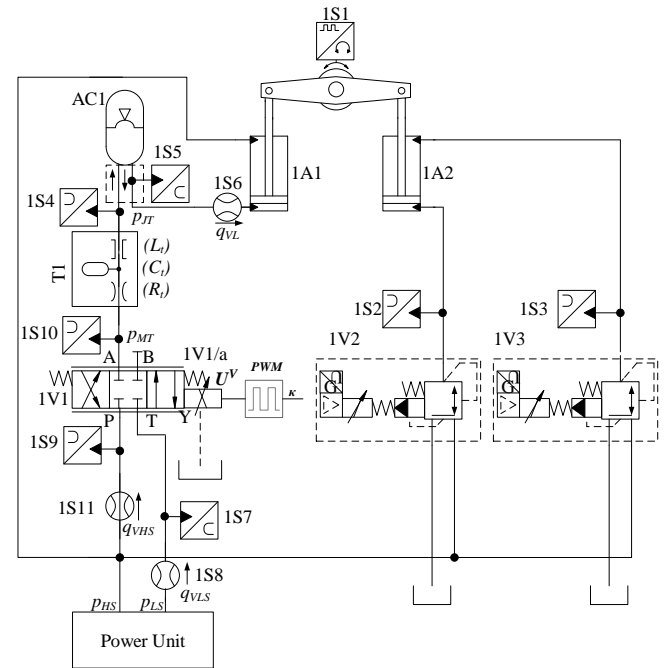 1S1
AC1
1S5
1A1
1A2
1S6
1S4
p_JT
q_VL
(L_t)
T1
(C_t)
(R_t)
1S2
1S3
1S10
p_MT
1V2
1V3
A
B
1V1/a
PWM
U^V
κ
G
G
1V1
P
T
Y
1S9
1S11
1S7
q_VHS
1S8
q_VLS
p_HS
p_LS
Power Unit